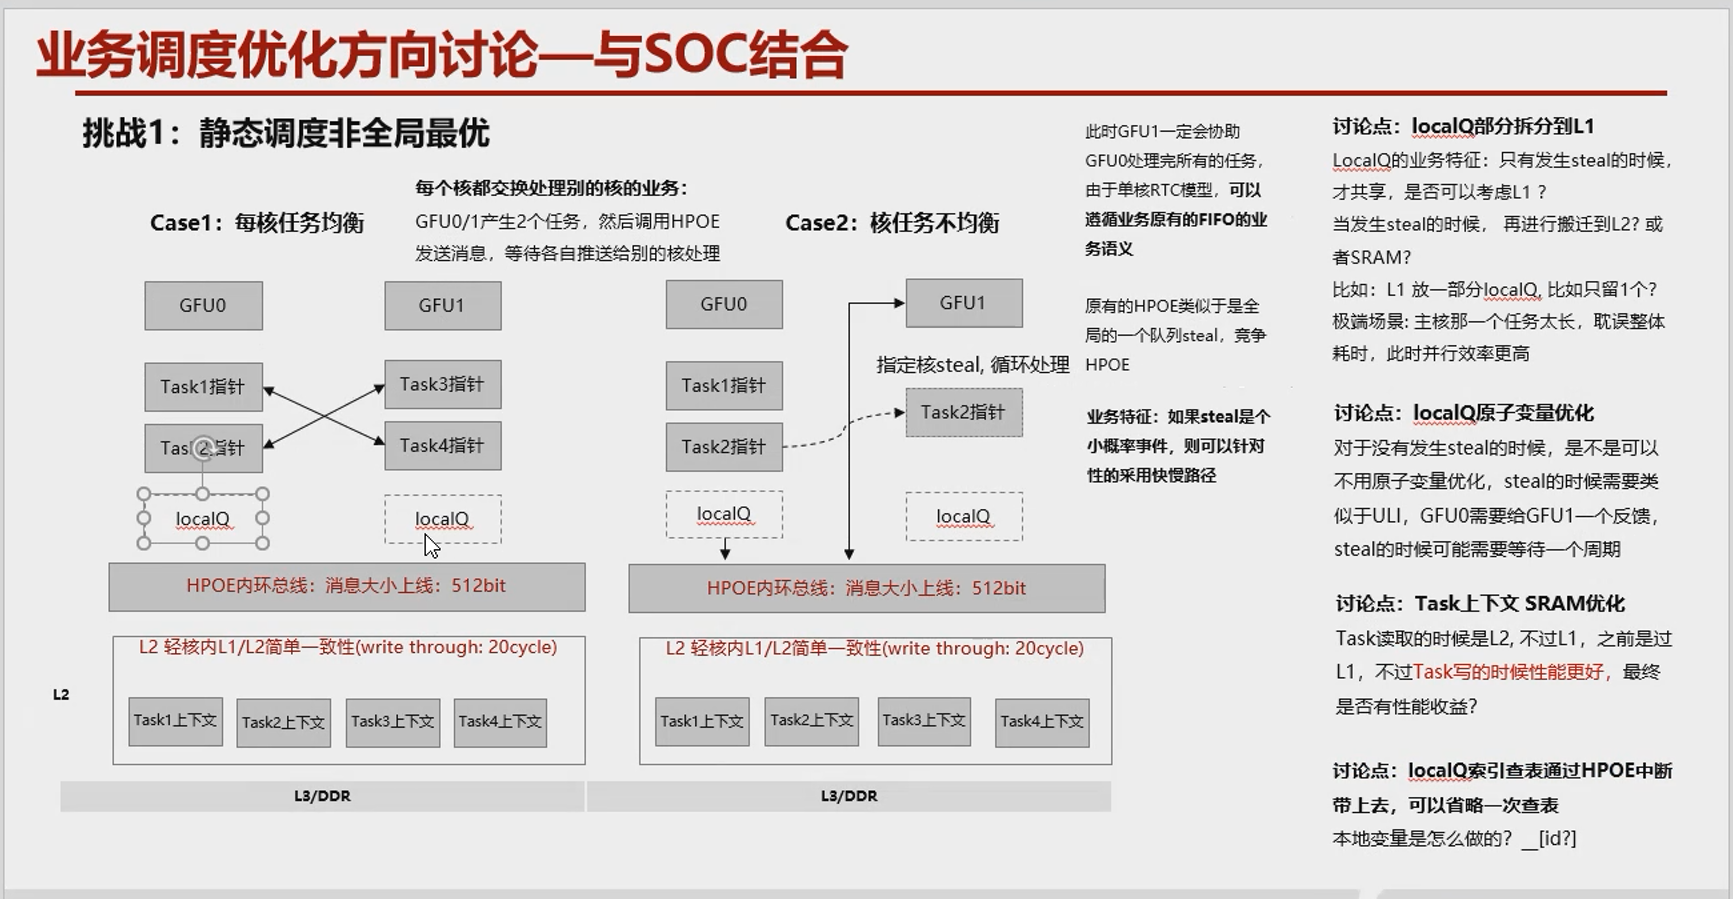 业务调度优化方向讨论—与SOC结合
挑战1：静态调度非全局最优
每个核都交换处理别的核的业务：
GFU0/1产生2个任务，然后调用HPOE
发送消息，等待各自推送给别的核处理
Case1：每核任务均衡
GFU0
GFU1
Task1指针
Task3指针
Task2指针
Task4指针
localQ
localQ
HPOE内环总线：消息大小上线：512bit
L2 轻核内L1/L2简单一致性(write through: 20cycle)
L2
Task1上下文
Task2上下文
Task3上下文
Task4上下文
L3/DDR
Case2：核任务不均衡
GFU0
GFU1
指定核steal, 循环处理
Task1指针
Task2指针
Task2指针
localQ
localQ
HPOE内环总线：消息大小上线：512bit
L2 轻核内L1/L2简单一致性(write through: 20cycle)
Task1上下文
Task2上下文
Task3上下文
Task4上下文
L3/DDR
此时GFU1一定会协助
GFU0处理完所有的任务，
由于单核RTC模型，可以
遵循业务原有的FIFO的业
务语义
原有的HPOE类似于是全
局的一个队列steal，竞争
HPOE
业务特征：如果steal是个
小概率事件，则可以针对
性的采用快慢路径
讨论点：localQ部分拆分到L1
LocalQ的业务特征：只有发生steal的时候，
才共享，是否可以考虑L1 ?
当发生steal的时候， 再进行搬迁到L2? 或
者SRAM?
比如：L1 放一部分localQ, 比如只留1个?
极端场景: 主核那一个任务太长，耽误整体
耗时，此时并行效率更高
讨论点：localQ原子变量优化
对于没有发生steal的时候，是不是可以
不用原子变量优化，steal的时候需要类
似于ULI，GFU0需要给GFU1一个反馈，
steal的时候可能需要等待一个周期
讨论点：Task上下文 SRAM优化
Task读取的时候是L2, 不过L1，之前是过
L1，不过Task写的时候性能更好，最终
是否有性能收益?
讨论点：localQ索引查表通过HPOE中断
带上去，可以省略一次查表
本地变量是怎么做的? __[id?]